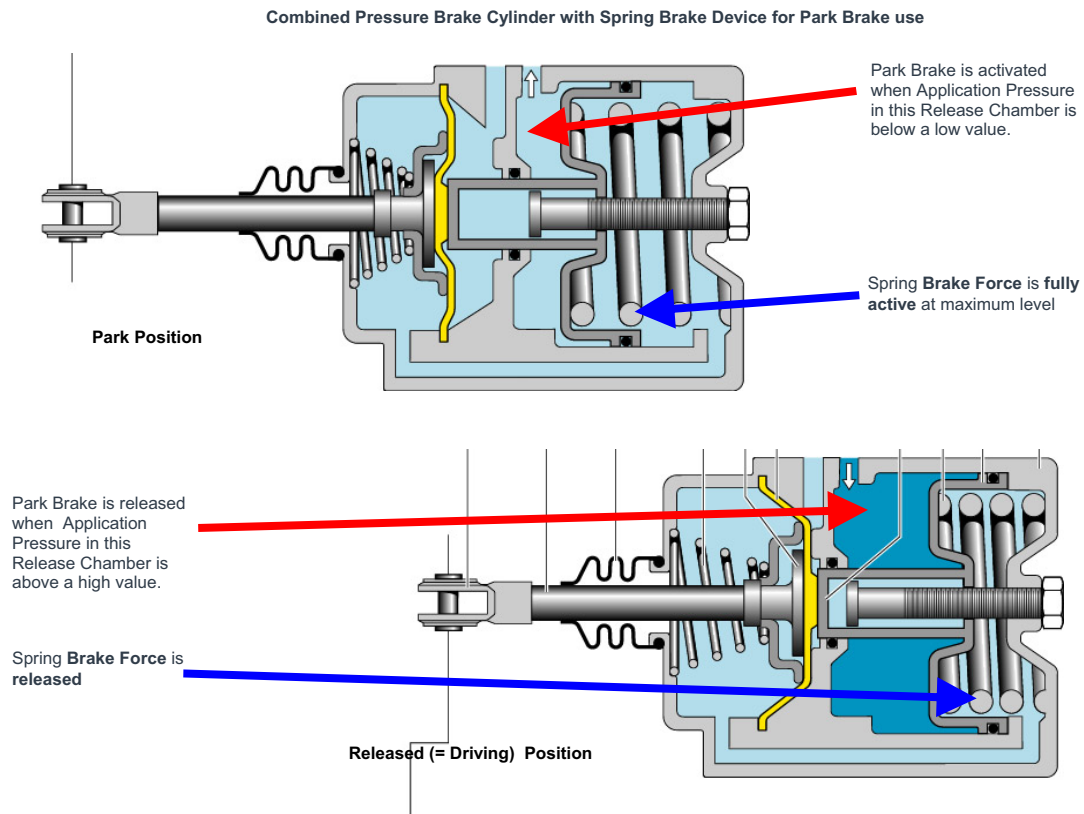 Combined Pressure Brake Cylinder with Spring Brake Device for Park Brake use
Park Brake is activated
when Application Pressure
in this Release Chamber is
below a low value.
Spring Brake Force is fully
active at maximum level
Park Position
Park Brake is released
when Application
Pressure in this
Release Chamber is
above a high value.
Spring Brake Force is
released
Released (= Driving) Position